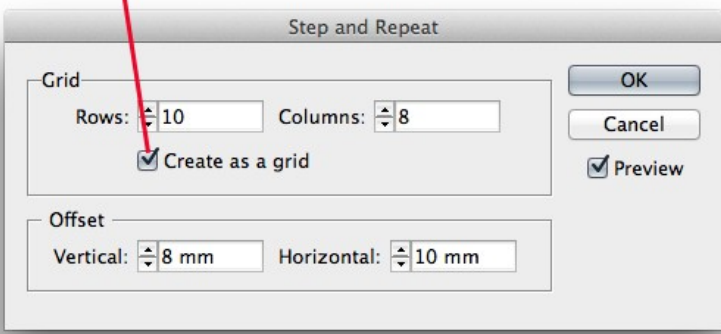 Step and Repeat
Grid
Rows: 10 Columns: 8
Create as a grid
OK
Cancel
Preview
Offset
Vertical: 8 mm Horizontal: 10 mm